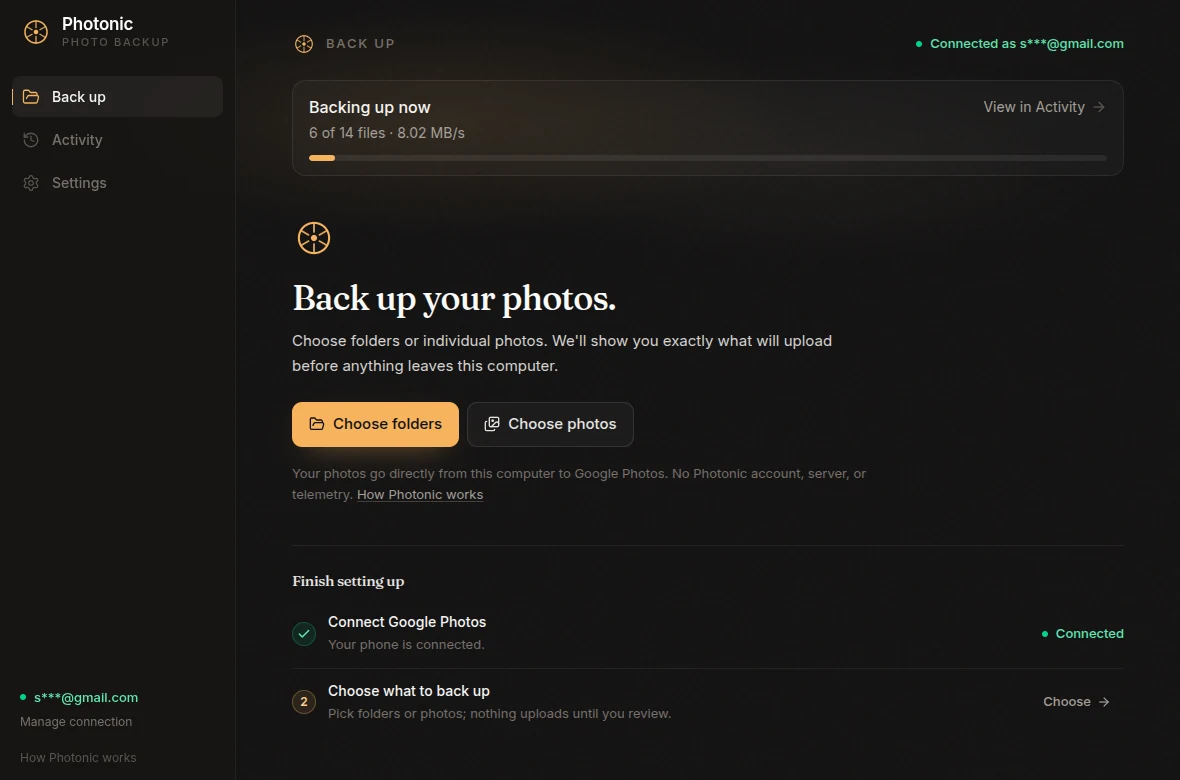 Photonic
PHOTO BACKUP
Back up
Activity
Settings
s***@gmail.com
Manage connection
How Photonic works
BACK UP
Connected as s***@gmail.com
Backing up now
View in Activity
6 of 14 files · 8.02 MB/s
Back up your photos.
Choose folders or individual photos. We'll show you exactly what will upload
before anything leaves this computer.
Choose folders
Choose photos
Your photos go directly from this computer to Google Photos. No Photonic account, server, or
telemetry. How Photonic works
Finish setting up
Connect Google Photos
Your phone is connected.
Connected
2
Choose what to back up
Pick folders or photos; nothing uploads until you review.
Choose